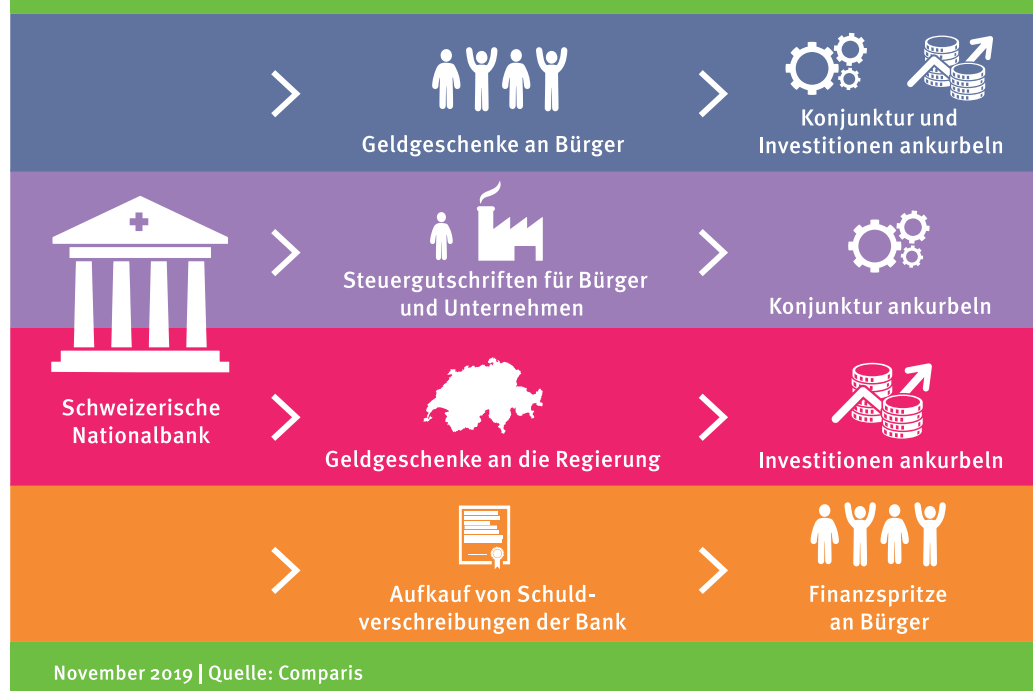 Geldgeschenke an Bürger
Konjunktur und
Investitionen ankurbeln
Steuergutschriften für Bürger
und Unternehmen
Konjunktur ankurbeln
Schweizerische
Nationalbank
Geldgeschenke an die Regierung
Investitionen ankurbeln
Aufkauf von Schuld-
verschreibungen der Bank
Finanzspritze
an Bürger
November 2019 | Quelle: Comparis